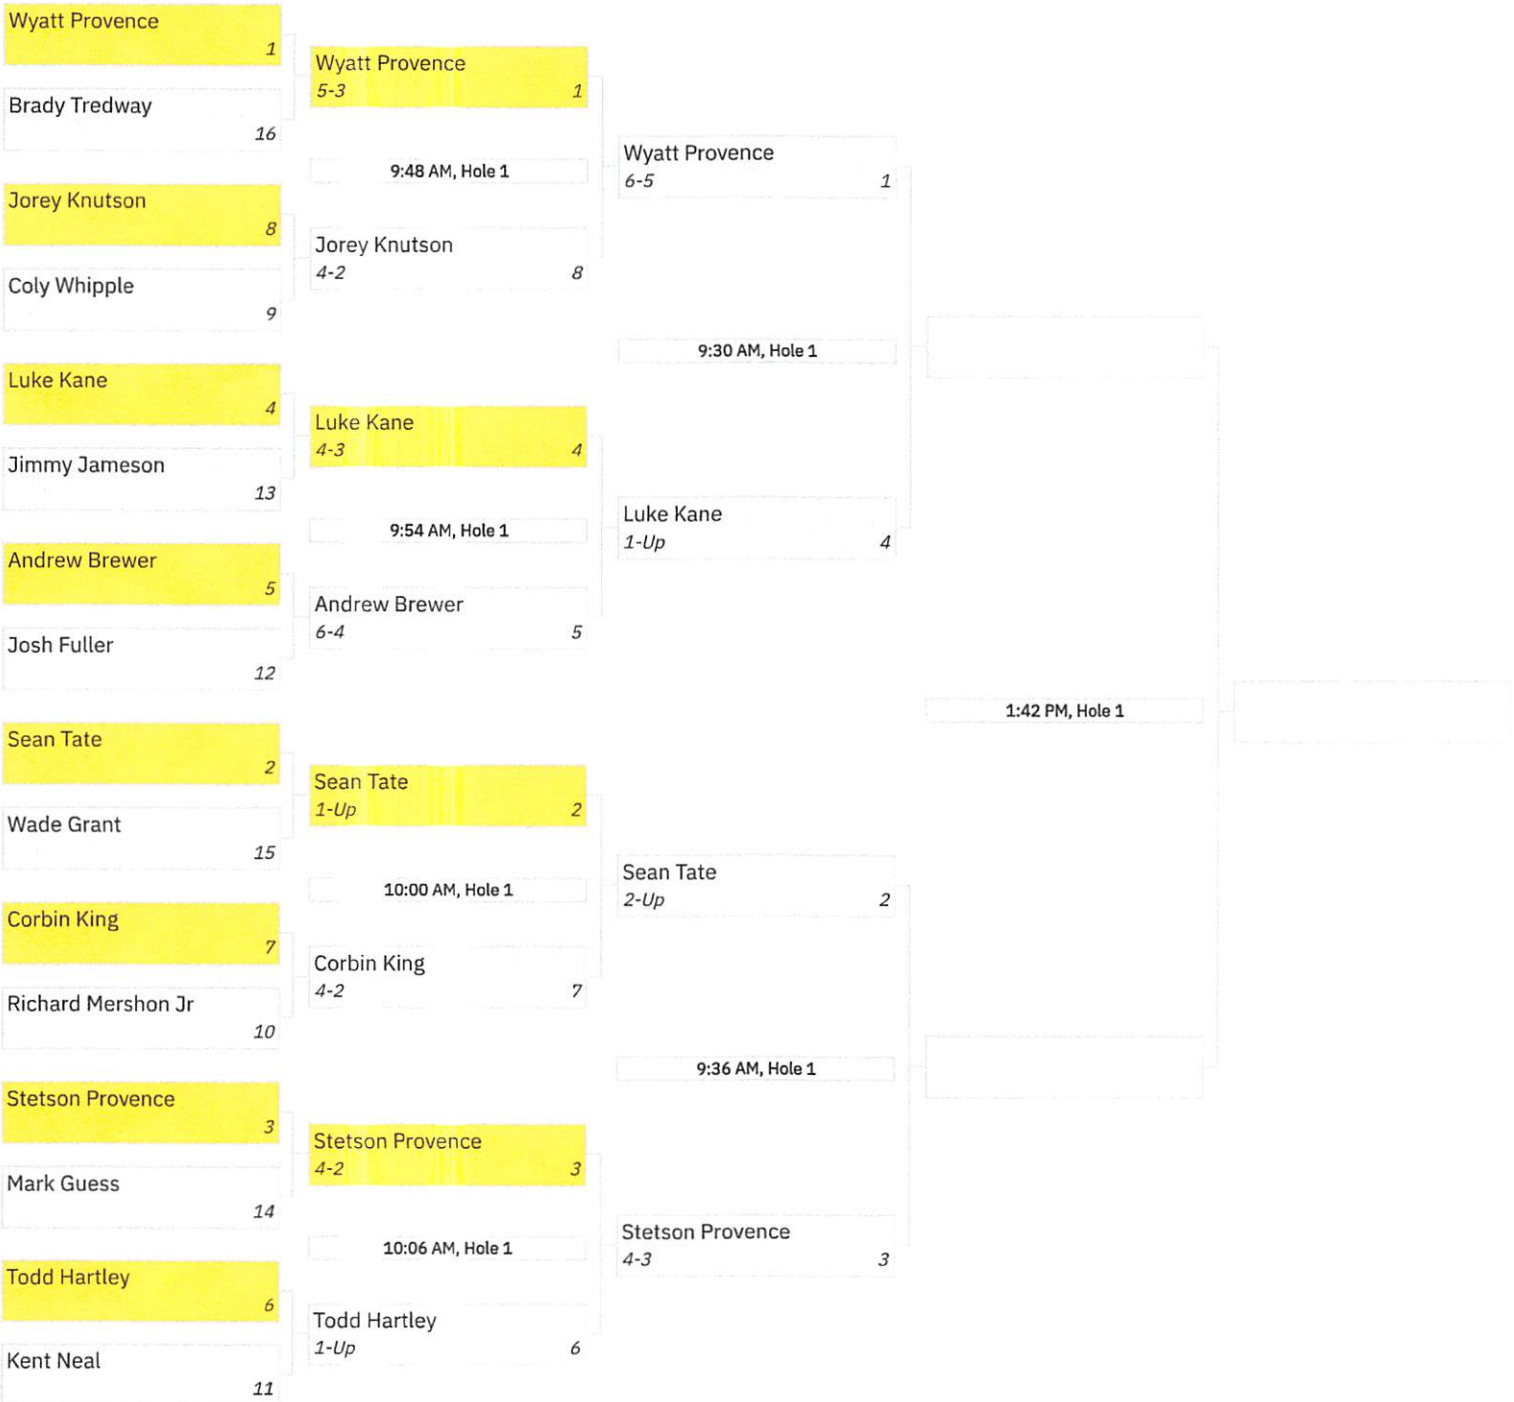 Wyatt Provence
1
Brady Tredway
16
Jorey Knutson
8
Coly Whipple
9
Luke Kane
4
Jimmy Jameson
13
Andrew Brewer
5
Josh Fuller
12
Sean Tate
2
Wade Grant
15
Corbin King
7
Richard Mershon Jr
10
Stetson Provence
3
Mark Guess
14
Todd Hartley
6
Kent Neal
11
Wyatt Provence
5-3 1
9:48 AM, Hole 1
Jorey Knutson
4-2 8
Luke Kane
4-3 4
9:54 AM, Hole 1
Andrew Brewer
6-4 5
Sean Tate
1-Up 2
10:00 AM, Hole 1
Corbin King
4-2 7
Stetson Provence
4-2 3
10:06 AM, Hole 1
Todd Hartley
1-Up 6
Wyatt Provence
6-5 1
9:30 AM, Hole 1
Luke Kane
1-Up 4
Sean Tate
2-Up 2
9:36 AM, Hole 1
Stetson Provence
4-3 3
1:42 PM, Hole 1